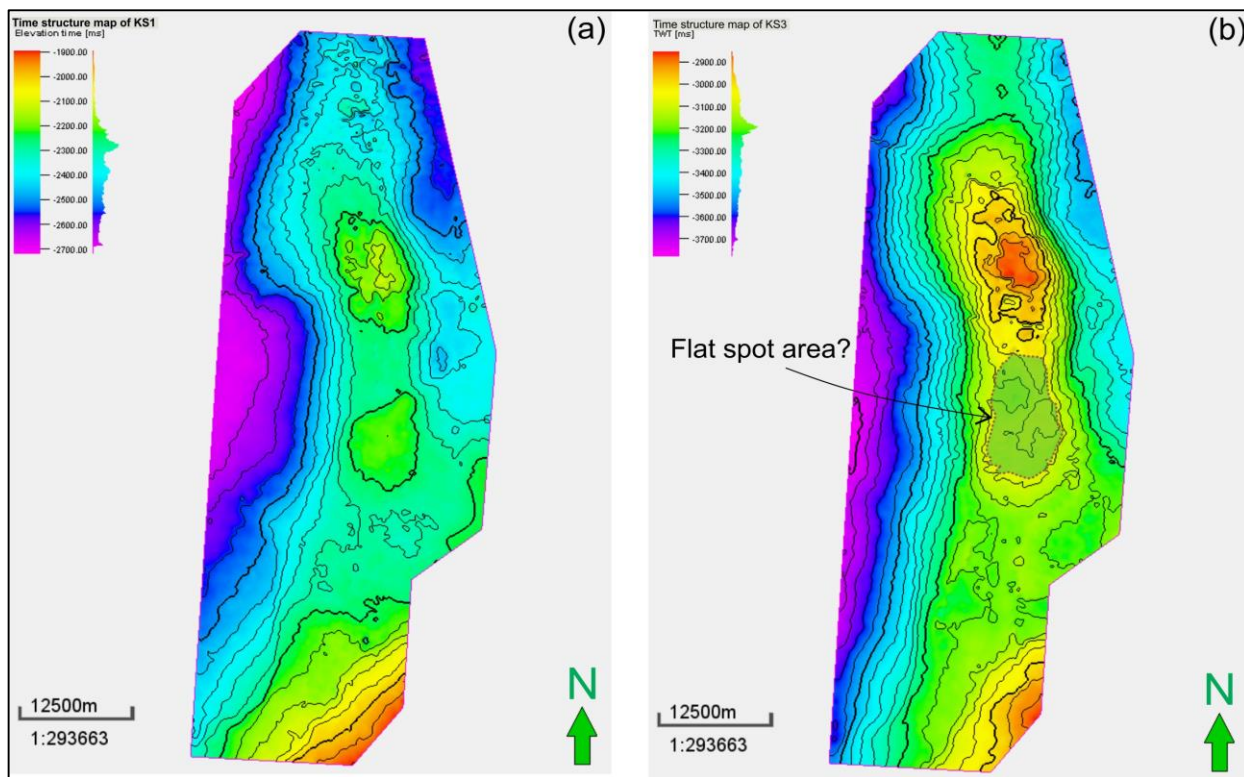 Time structure map of KS1
Elevation time [ms]
-1900.00
-2000.00
-2100.00
-2200.00
-2300.00
-2400.00
-2500.00
-2600.00
-2700.00
(a)
12500m
1:293663
N
Time structure map of KS3
TWT [ms]
-2900.00
-3000.00
-3100.00
-3200.00
-3300.00
-3400.00
-3500.00
-3600.00
-3700.00
(b)
Flat spot area?
12500m
1:293663
N